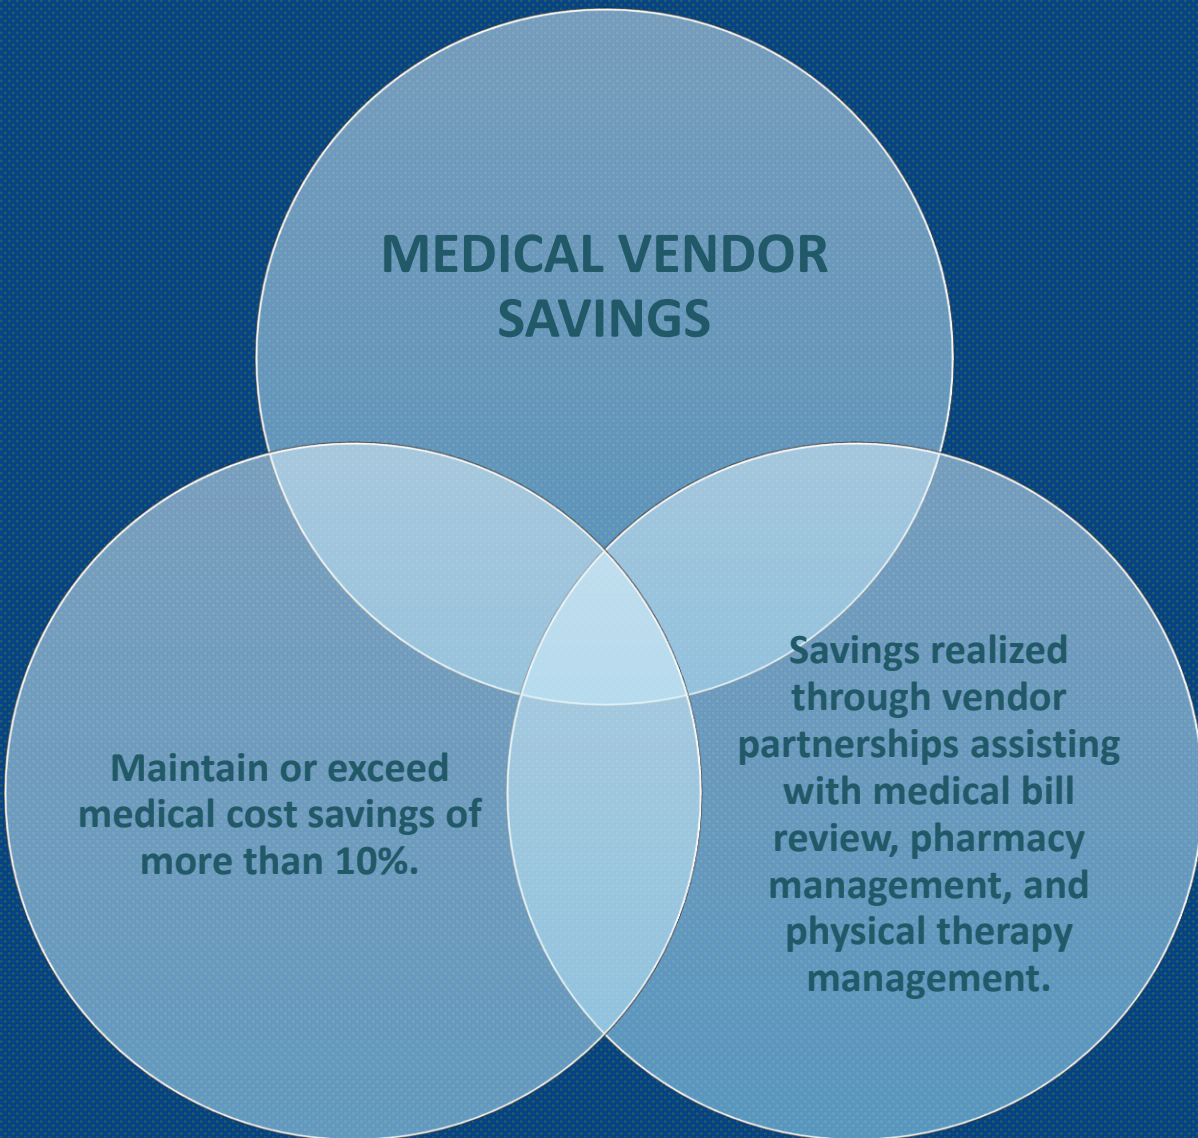 MEDICAL VENDOR
SAVINGS
Maintain or exceed
medical cost savings of
more than 10%.
Savings realized
through vendor
partnerships assisting
with medical bill
review, pharmacy
management, and
physical therapy
management.